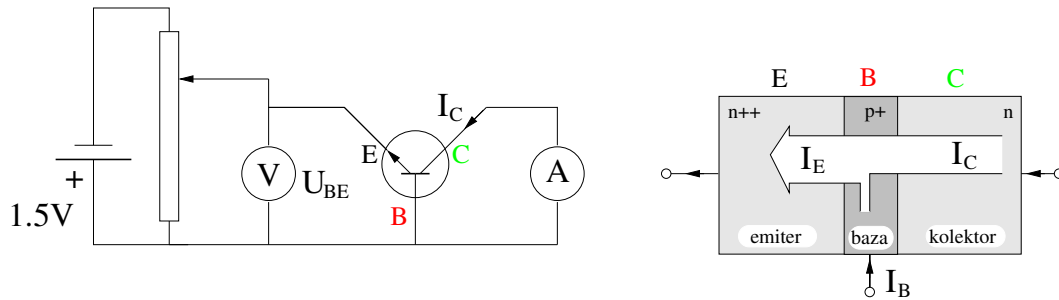 +
1.5V
V
U_BE
E
I_C
C
B
A
E
B
C
n++
p+
n
I_E
I_C
emiter
baza
kolektor
I_B